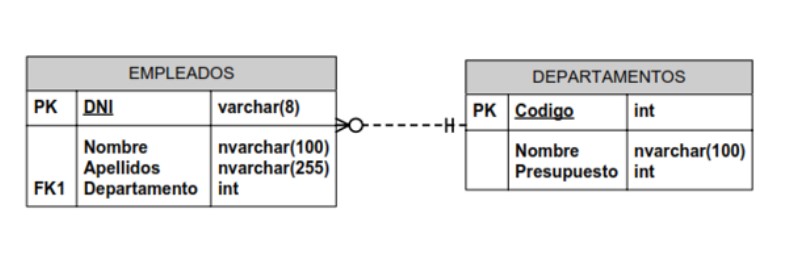 EMPLEADOS
PK DNI varchar(8)
Nombre nvarchar(100)
Apellidos nvarchar(255)
FK1 Departamento int
DEPARTAMENTOS
PK Codigo int
Nombre nvarchar(100)
Presupuesto int